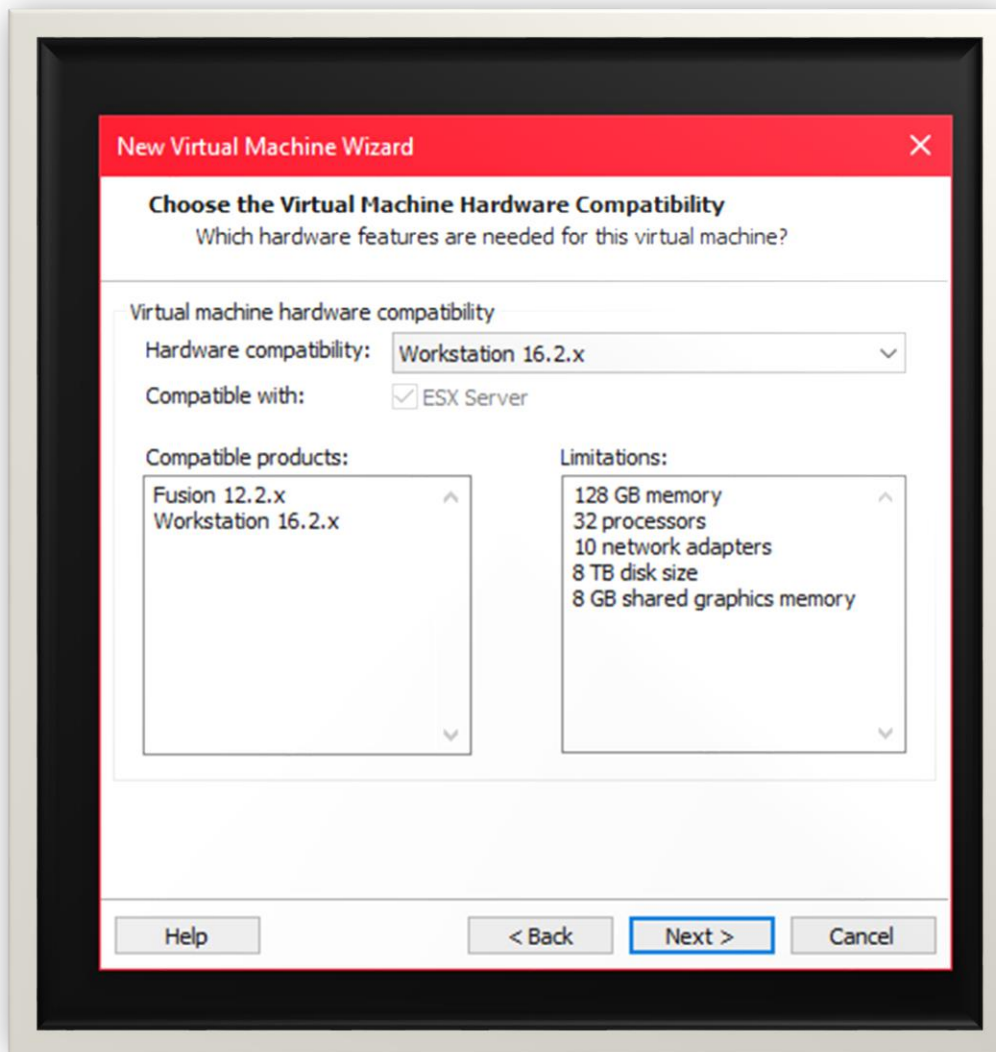 New Virtual Machine Wizard
Choose the Virtual Machine Hardware Compatibility
Which hardware features are needed for this virtual machine?
Virtual machine hardware compatibility
Hardware compatibility: Workstation 16.2.x
Compatible with: ESX Server
Compatible products:
Fusion 12.2.x
Workstation 16.2.x
Limitations:
128 GB memory
32 processors
10 network adapters
8 TB disk size
8 GB shared graphics memory
Help < Back Next > Cancel